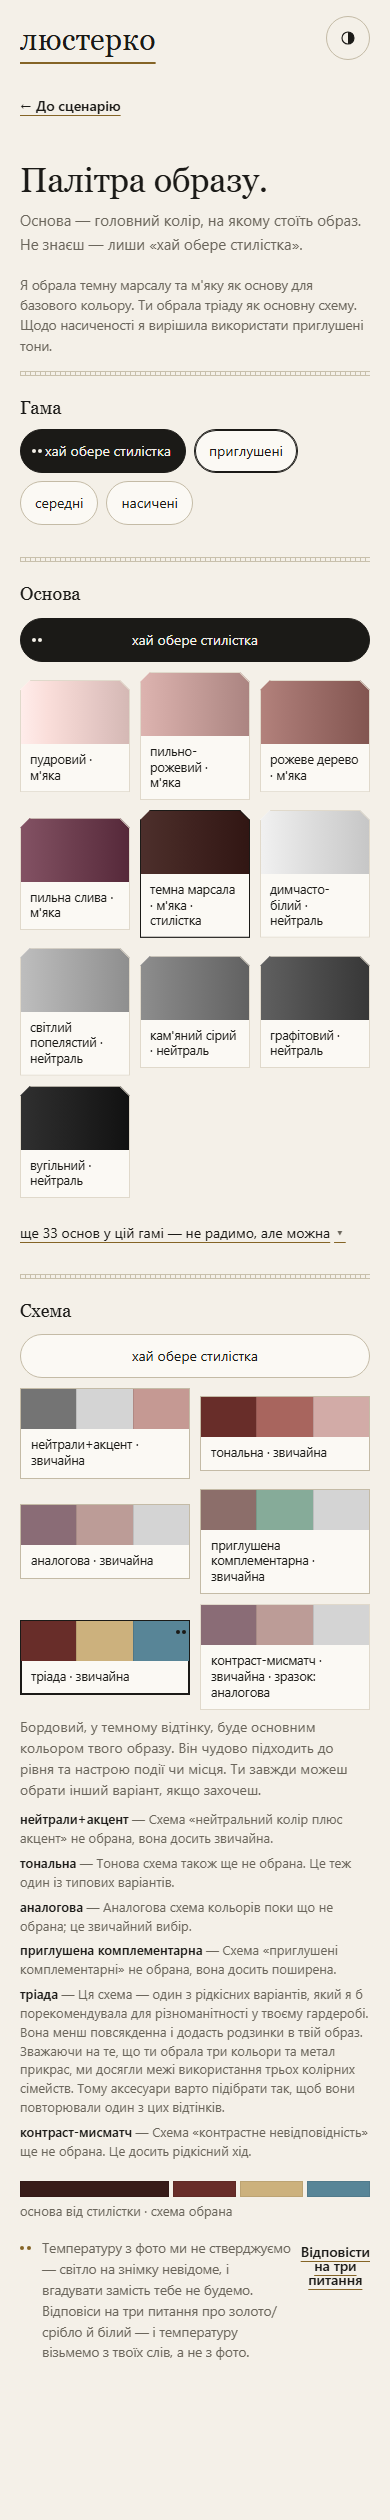 люстерко
← До сценарію
Палітра образу.
Основа — головний колір, на якому стоїть образ.
Не знаєш — лиши «хай обере стилістка».
Я обрала темну марсалу та м'яку як основу для
базового кольору. Ти обрала тріаду як основну схему.
Щодо насиченості я вирішила використати приглушені
тони.
Гама
хай обере стилістка
приглушені
середні
насичені
Основа
хай обере стилістка
пудровий ·
м'яка
пильно-
рожевий ·
м'яка
рожеве дерево
· м'яка
пильна слива ·
м'яка
темна марсала
· м'яка ·
стилістка
димчасто-
білий ·
нейтраль
світлий
попелястий ·
нейтраль
кам'яний сірий
· нейтраль
графітовий ·
нейтраль
вугільний ·
нейтраль
ще 33 основ у цій гамі — не радимо, але можна ▾
Схема
хай обере стилістка
нейтрали+акцент ·
звичайна
тональна · звичайна
аналогова · звичайна
приглушена
комплементарна ·
звичайна
тріада · звичайна
контраст-мисматч ·
звичайна · зразок:
аналогова
Бордовий, у темному відтінку, буде основним
кольором твого образу. Він чудово підходить до
рівня та настрою події чи місця. Ти завжди можеш
обрати інший варіант, якщо захочеш.
нейтрали+акцент — Схема «нейтральний колір плюс
акцент» не обрана, вона досить звичайна.
тональна — Тонова схема також ще не обрана. Це теж
один із типових варіантів.
аналогова — Аналогова схема кольорів поки що не
обрана; це звичайний вибір.
приглушена комплементарна — Схема «приглушені
комплементарні» не обрана, вона досить поширена.
тріада — Ця схема — один з рідкісних варіантів, який я б
порекомендувала для різноманітності у твоєму гардеробі.
Вона менш повсякденна і додасть родзинки в твій образ.
Зважаючи на те, що ти обрала три кольори та метал
прикрас, ми досягли межі використання трьох колірних
сімейств. Тому аксесуари варто підібрати так, щоб вони
повторювали один з цих відтінків.
контраст-мисматч — Схема «контрастне невідповідність»
ще не обрана. Це досить рідкісний хід.
основа від стилістки · схема обрана
Температуру з фото ми не стверджуємо
— світло на знімку невідоме, і
вгадувати замість тебе не будемо.
Відповіси на три питання про золото/
срібло й білий — і температуру
візьмемо з твоїх слів, а не з фото.
Відповісти
на три
питання